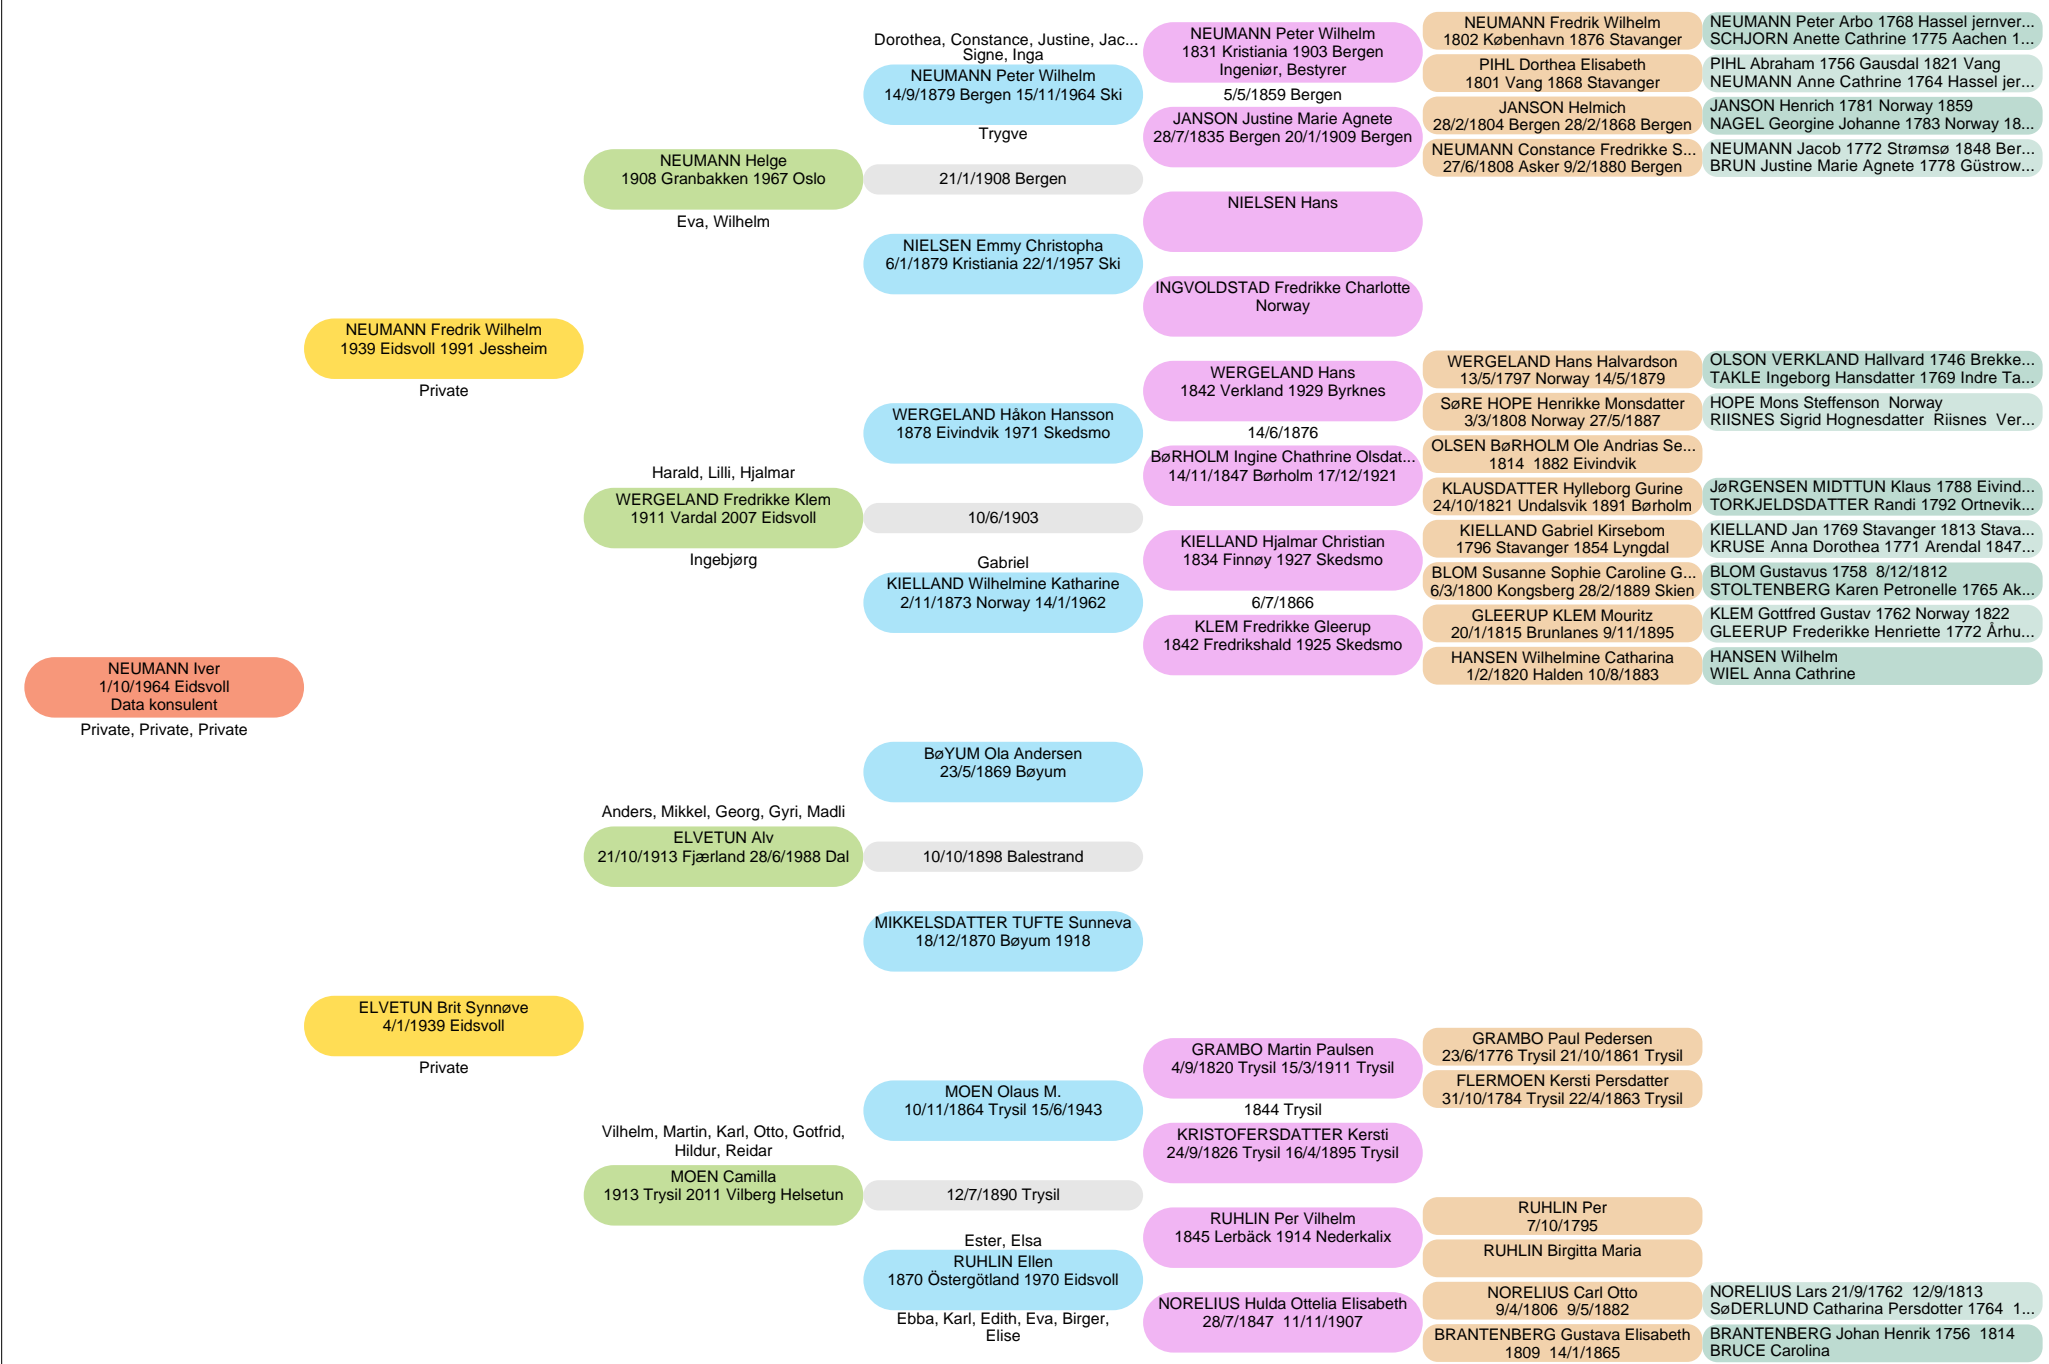 NEUMANN Iver
1/10/1964 Eidsvoll
Data konsulent
Private, Private, Private
NEUMANN Fredrik Wilhelm
1939 Eidsvoll 1991 Jessheim
Private
ELVETUN Brit Synnøve
4/1/1939 Eidsvoll
Private
NEUMANN Helge
1908 Granbakken 1967 Oslo
Eva, Wilhelm
Harald, Lilli, Hjalmar
WERGELAND Fredrikke Klem
1911 Vardal 2007 Eidsvoll
Ingebjørg
Anders, Mikkel, Georg, Gyri, Madli
ELVETUN Alv
21/10/1913 Fjærland 28/6/1988 Dal
Vilhelm, Martin, Karl, Otto, Gotfrid,
Hildur, Reidar
MOEN Camilla
1913 Trysil 2011 Vilberg Helsetun
Dorothea, Constance, Justine, Jac...
Signe, Inga
NEUMANN Peter Wilhelm
14/9/1879 Bergen 15/11/1964 Ski
Trygve
21/1/1908 Bergen
NIELSEN Emmy Christopha
6/1/1879 Kristiania 22/1/1957 Ski
WERGELAND Håkon Hansson
1878 Eivindvik 1971 Skedsmo
10/6/1903
Gabriel
KIELLAND Wilhelmine Katharine
2/11/1873 Norway 14/1/1962
BøYUM Ola Andersen
23/5/1869 Bøyum
10/10/1898 Balestrand
MIKKELSDATTER TUFTE Sunneva
18/12/1870 Bøyum 1918
MOEN Olaus M.
10/11/1864 Trysil 15/6/1943
12/7/1890 Trysil
Ester, Elsa
RUHLIN Ellen
1870 Östergötland 1970 Eidsvoll
Ebba, Karl, Edith, Eva, Birger,
Elise
NEUMANN Peter Wilhelm
1831 Kristiania 1903 Bergen
Ingeniør, Bestyrer
5/5/1859 Bergen
JANSON Justine Marie Agnete
28/7/1835 Bergen 20/1/1909 Bergen
NIELSEN Hans
INGVOLDSTAD Fredrikke Charlotte
Norway
WERGELAND Hans
1842 Verkland 1929 Byrknes
14/6/1876
BøRHOLM Ingine Chathrine Olsdat...
14/11/1847 Børholm 17/12/1921
KIELLAND Hjalmar Christian
1834 Finnøy 1927 Skedsmo
6/7/1866
KLEM Fredrikke Gleerup
1842 Fredrikshald 1925 Skedsmo
GRAMBO Martin Paulsen
4/9/1820 Trysil 15/3/1911 Trysil
1844 Trysil
KRISTOFERSDATTER Kersti
24/9/1826 Trysil 16/4/1895 Trysil
RUHLIN Per Vilhelm
1845 Lerbäck 1914 Nederkalix
NORELIUS Hulda Ottelia Elisabeth
28/7/1847  11/11/1907
NEUMANN Fredrik Wilhelm
1802 København 1876 Stavanger
PIHL Dorthea Elisabeth
1801 Vang 1868 Stavanger
JANSON Helmich
28/2/1804 Bergen 28/2/1868 Bergen
NEUMANN Constance Fredrikke S...
27/6/1808 Asker 9/2/1880 Bergen
WERGELAND Hans Halvardson
13/5/1797 Norway 14/5/1879
SøRE HOPE Henrikke Monsdatter
3/3/1808 Norway 27/5/1887
OLSEN BøRHOLM Ole Andrias Se...
1814  1882 Eivindvik
KLAUSDATTER Hylleborg Gurine
24/10/1821 Undalsvik 1891 Børholm
KIELLAND Gabriel Kirsebom
1796 Stavanger 1854 Lyngdal
BLOM Susanne Sophie Caroline G...
6/3/1800 Kongsberg 28/2/1889 Skien
GLEERUP KLEM Mouritz
20/1/1815 Brunlanes 9/11/1895
HANSEN Wilhelmine Catharina
1/2/1820 Halden 10/8/1883
GRAMBO Paul Pedersen
23/6/1776 Trysil 21/10/1861 Trysil
FLERMOEN Kersti Persdatter
31/10/1784 Trysil 22/4/1863 Trysil
RUHLIN Per
7/10/1795
RUHLIN Birgitta Maria
NORELIUS Carl Otto
9/4/1806  9/5/1882
BRANTENBERG Gustava Elisabeth
1809  14/1/1865
NEUMANN Peter Arbo 1768 Hassel jernver...
SCHJORN Anette Cathrine 1775 Aachen 1...
PIHL Abraham 1756 Gausdal 1821 Vang
NEUMANN Anne Cathrine 1764 Hassel jer...
JANSON Henrich 1781 Norway 1859
NAGEL Georgine Johanne 1783 Norway 18...
NEUMANN Jacob 1772 Strømsø 1848 Ber...
BRUN Justine Marie Agnete 1778 Güstrow...
OLSON VERKLAND Hallvard 1746 Brekke...
TAKLE Ingeborg Hansdatter 1769 Indre Ta...
HOPE Mons Steffenson  Norway
RIISNES Sigrid Hognesdatter  Riisnes  Ver...
JøRGENSEN MIDTTUN Klaus 1788 Eivind...
TORKJELDSDATTER Randi 1792 Ortnevik...
KIELLAND Jan 1769 Stavanger 1813 Stava...
KRUSE Anna Dorothea 1771 Arendal 1847...
BLOM Gustavus 1758  8/12/1812
STOLTENBERG Karen Petronelle 1765 Ak...
KLEM Gottfred Gustav 1762 Norway 1822
GLEERUP Frederikke Henriette 1772 Århu...
HANSEN Wilhelm
WIEL Anna Cathrine
NORELIUS Lars 21/9/1762  12/9/1813
SøDERLUND Catharina Persdotter 1764  1...
BRANTENBERG Johan Henrik 1756  1814
BRUCE Carolina